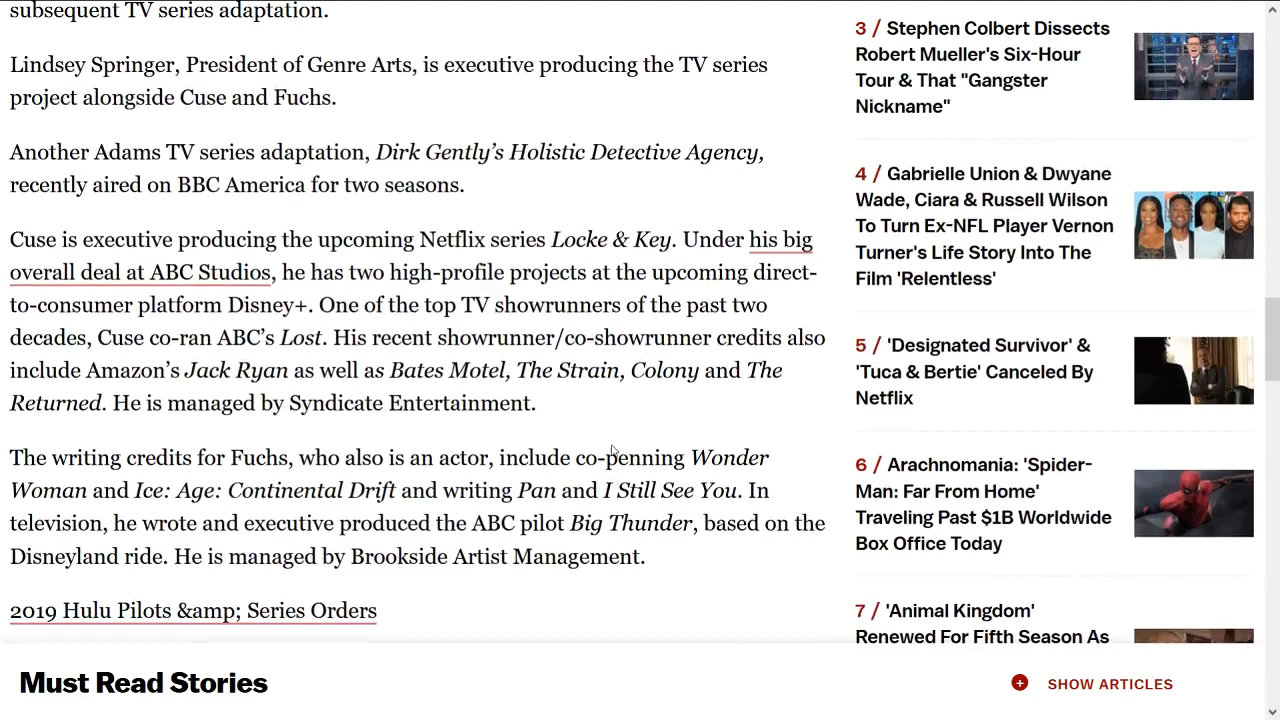 subsequent TV series adaptation.
Lindsey Springer, President of Genre Arts, is executive producing the TV series
project alongside Cuse and Fuchs.
Another Adams TV series adaptation, Dirk Gently’s Holistic Detective Agency,
recently aired on BBC America for two seasons.
Cuse is executive producing the upcoming Netflix series Locke & Key. Under his big
overall deal at ABC Studios, he has two high-profile projects at the upcoming direct-
to-consumer platform Disney+. One of the top TV showrunners of the past two
decades, Cuse co-ran ABC’s Lost. His recent showrunner/co-showrunner credits also
include Amazon’s Jack Ryan as well as Bates Motel, The Strain, Colony and The
Returned. He is managed by Syndicate Entertainment.
The writing credits for Fuchs, who also is an actor, include co-penning Wonder
Woman and Ice: Age: Continental Drift and writing Pan and I Still See You. In
television, he wrote and executive produced the ABC pilot Big Thunder, based on the
Disneyland ride. He is managed by Brookside Artist Management.
2019 Hulu Pilots &amp; Series Orders
3 / Stephen Colbert Dissects
Robert Mueller's Six-Hour
Tour & That "Gangster
Nickname"
4 / Gabrielle Union & Dwyane
Wade, Ciara & Russell Wilson
To Turn Ex-NFL Player Vernon
Turner's Life Story Into The
Film 'Relentless'
5 / 'Designated Survivor' &
'Tuca & Bertie' Canceled By
Netflix
6 / Arachnomania: 'Spider-
Man: Far From Home'
Traveling Past $1B Worldwide
Box Office Today
7 / 'Animal Kingdom'
Renewed For Fifth Season As
Must Read Stories
+ SHOW ARTICLES